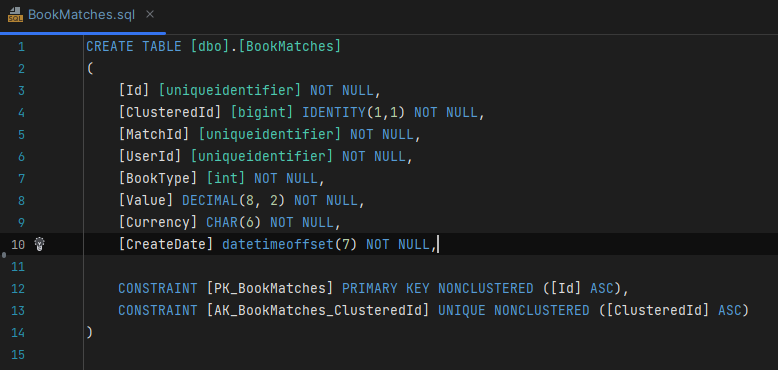 BookMatches.sql
1 CREATE TABLE [dbo].[BookMatches]
2 (
3 [Id] [uniqueidentifier] NOT NULL,
4 [ClusteredId] [bigint] IDENTITY(1,1) NOT NULL,
5 [MatchId] [uniqueidentifier] NOT NULL,
6 [UserId] [uniqueidentifier] NOT NULL,
7 [BookType] [int] NOT NULL,
8 [Value] DECIMAL(8, 2) NOT NULL,
9 [Currency] CHAR(6) NOT NULL,
10 [CreateDate] datetimeoffset(7) NOT NULL,
11
12 CONSTRAINT [PK_BookMatches] PRIMARY KEY NONCLUSTERED ([Id] ASC),
13 CONSTRAINT [AK_BookMatches_ClusteredId] UNIQUE NONCLUSTERED ([ClusteredId] ASC)
14 )
15